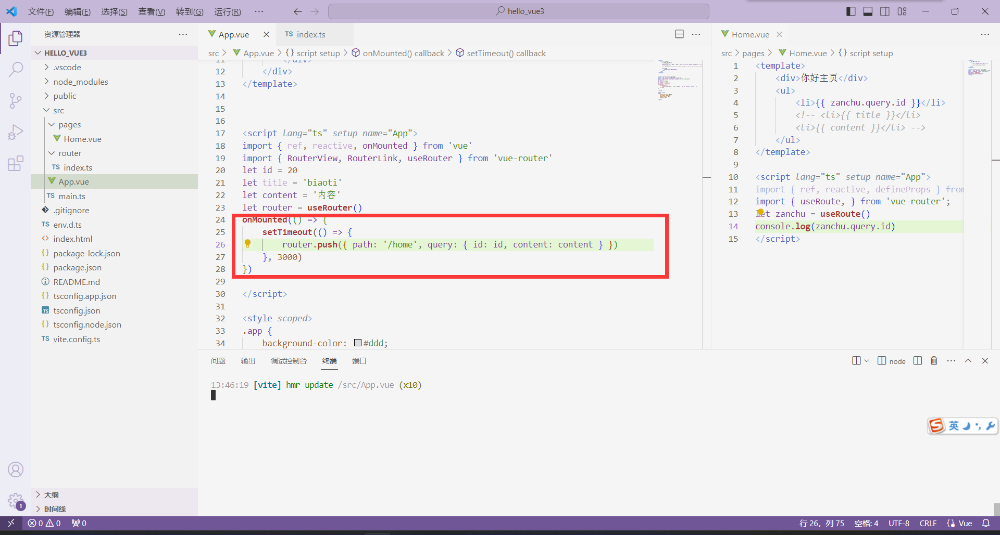 文件(F) 编辑(E) 选择(S) 查看(V) 转到(G) 运行(R) ··· hello_vue3
资源管理器 ···
HELLO_VUE3
.vscode
node_modules
public
src
pages
Home.vue
router
TS index.ts
App.vue
TS main.ts
.gitignore
TS env.d.ts
<> index.html
{} package-lock.json
{} package.json
README.md
{} tsconfig.app.json
TS tsconfig.json
{} tsconfig.node.json
TS vite.config.ts
大纲
时间线
App.vue TS index.ts ···
src > App.vue > {} script setup > onMounted() callback > setTimeout() callback
11 </div>
12 </div>
13 </template>
14
15
16
17 <script lang="ts" setup name="App">
18 import { ref, reactive, onMounted } from 'vue'
19 import { RouterView, RouterLink, useRouter } from 'vue-router'
20 let id = 20
21 let title = 'biaoti'
22 let content = '内容'
23 let router = useRouter()
24 onMounted(() => {
25 setTimeout(() => {
26 router.push({ path: '/home', query: { id: id, content: content } })
27 }, 3000)
28 })
29
30 </script>
31
32 <style scoped>
33 .app {
34 background-color: #ddd;
Home.vue ···
src > pages > Home.vue > {} script setup
1 <template>
2 <div>你好主页</div>
3 <ul>
4 <li>{{ zanchu.query.id }}</li>
5 <!-- <li>{{ title }}</li>
6 <li>{{ content }}</li> -->
7 </ul>
8 </template>
9
10 <script lang="ts" setup name="App">
11 import { ref, reactive, defineProps } from
12 import { useRoute, } from 'vue-router';
13 let zanchu = useRoute()
14 console.log(zanchu.query.id)
15 </script>
问题 输出 调试控制台 终端 端口 node ···
13:46:19 [vite] hmr update /src/App.vue (x10)
S 英
1
0 0 0 行 26, 列 75 空格: 4 UTF-8 CRLF {} Vue